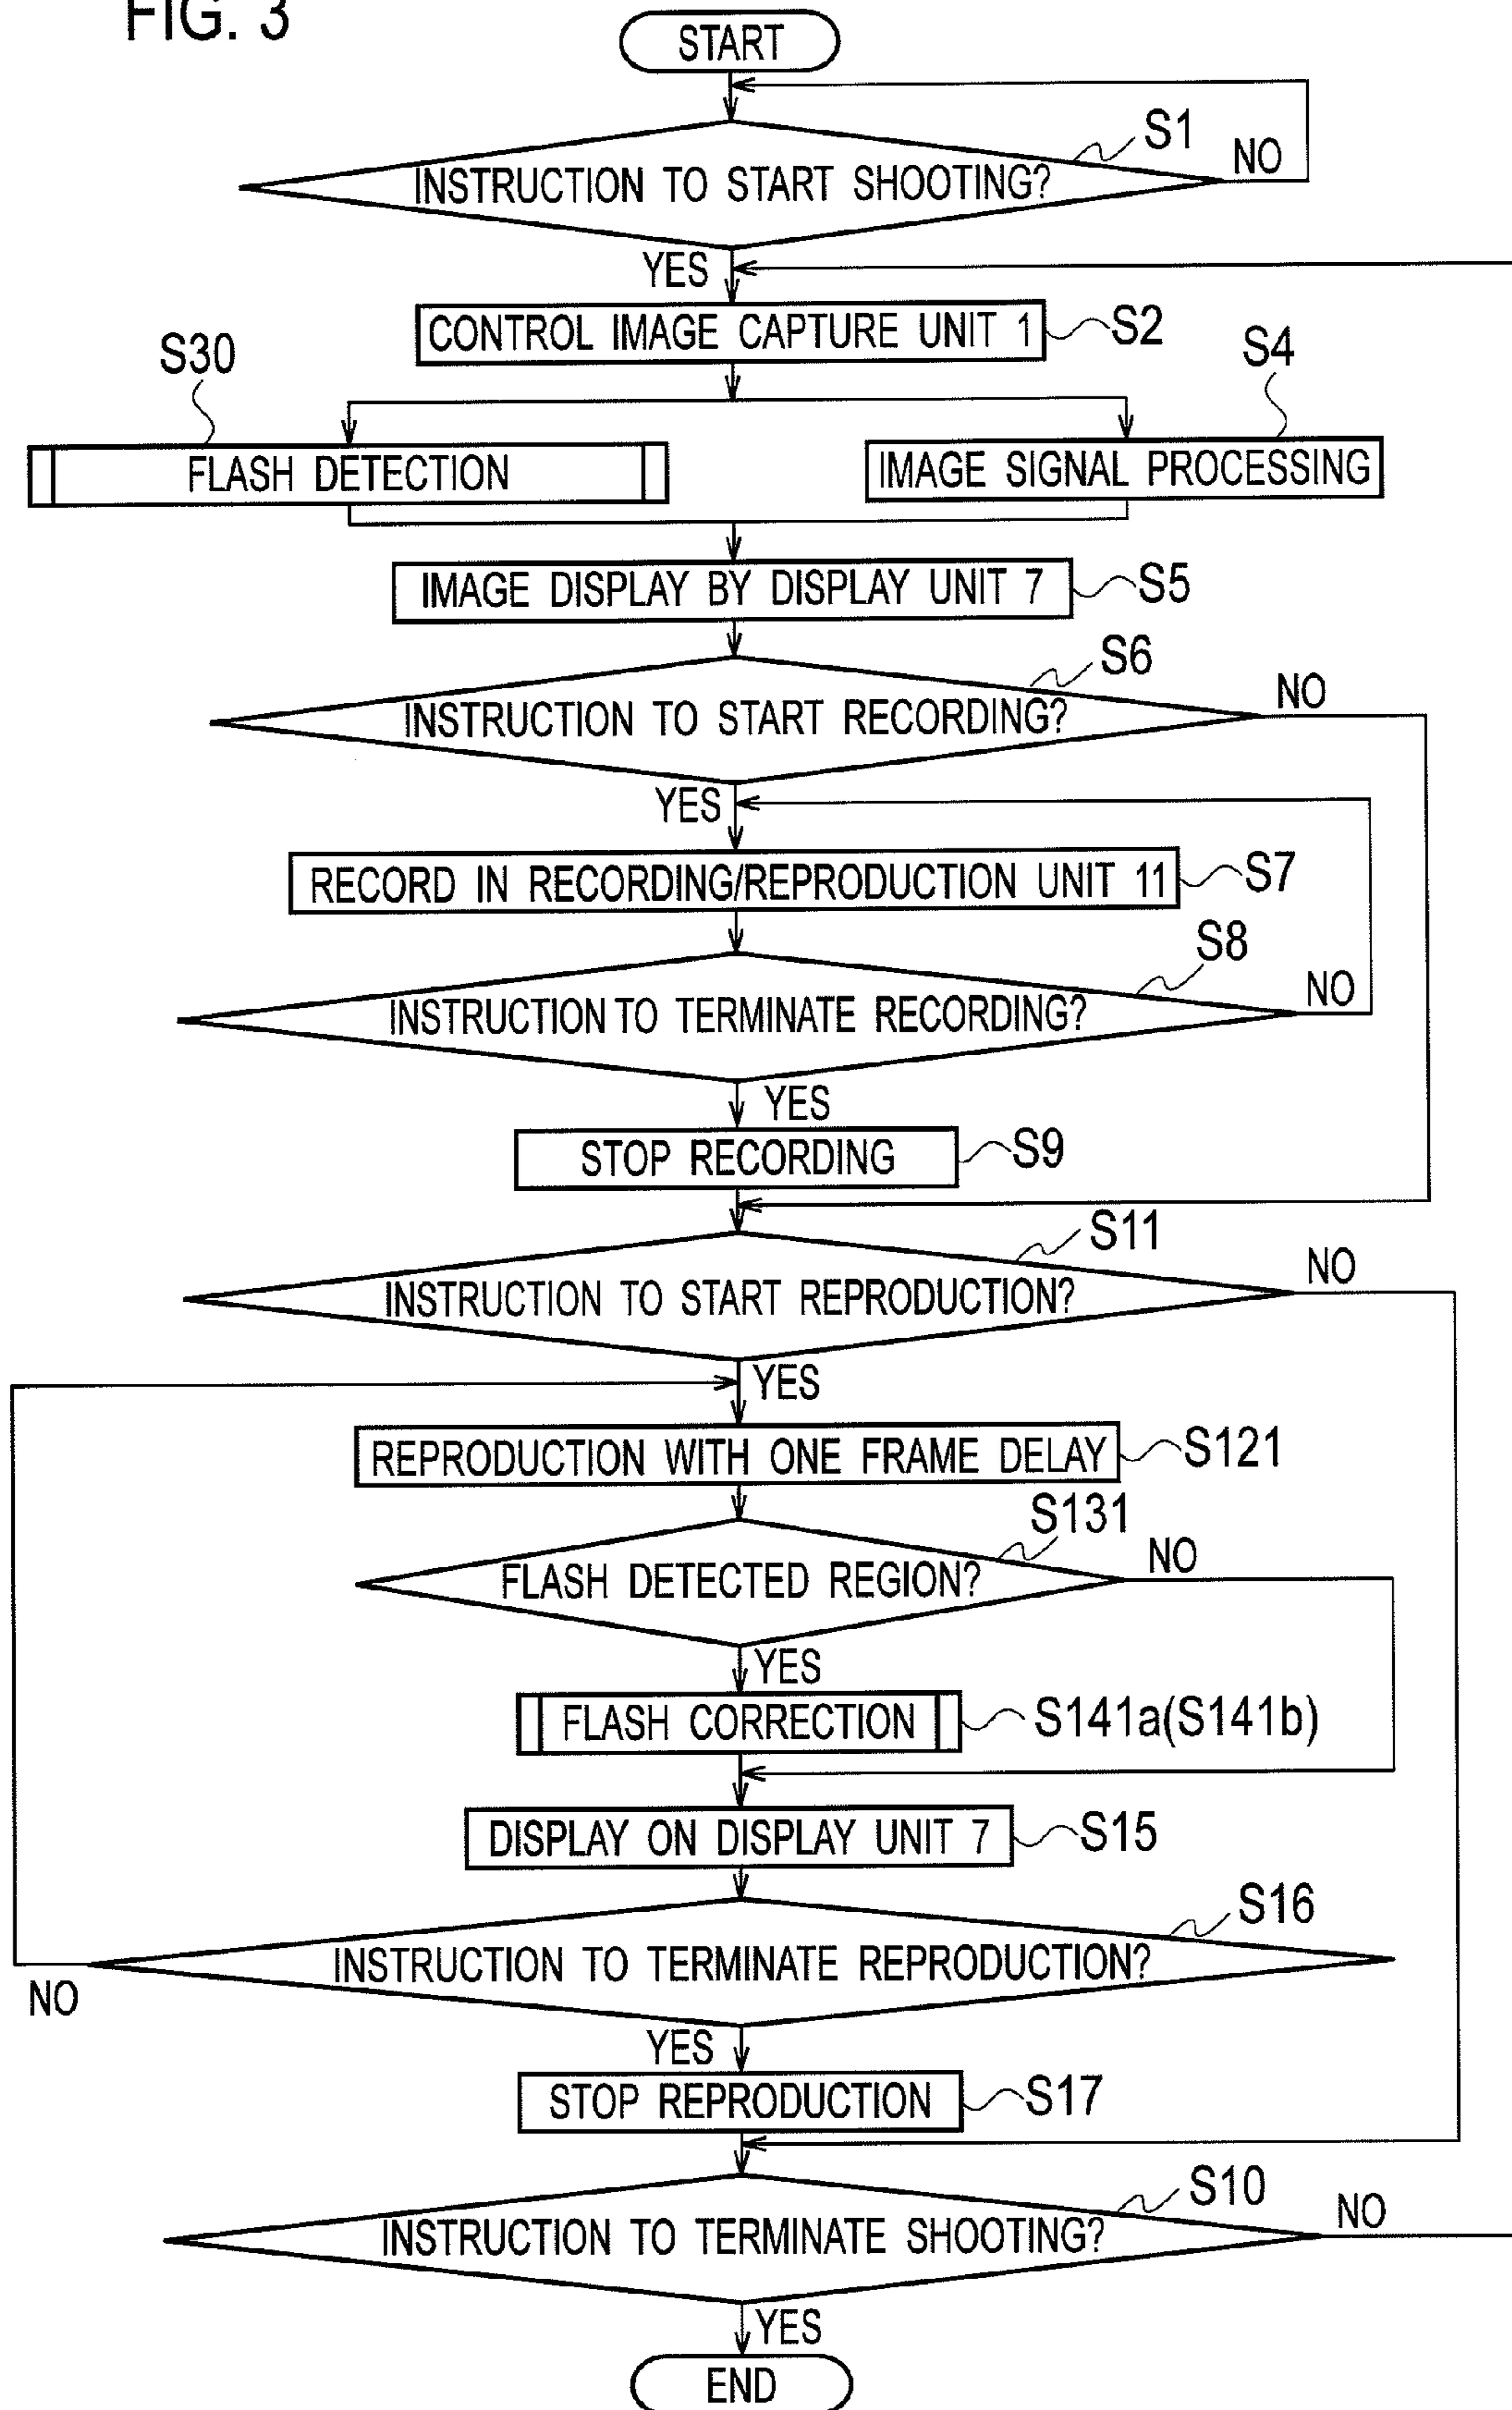 FIG. 3
START
S1
INSTRUCTION TO START SHOOTING?
NO
YES
CONTROL IMAGE CAPTURE UNIT 1
S2
S30
S4
FLASH DETECTION
IMAGE SIGNAL PROCESSING
IMAGE DISPLAY BY DISPLAY UNIT 7
S5
S6
INSTRUCTION TO START RECORDING?
NO
YES
RECORD IN RECORDING/REPRODUCTION UNIT 11
S7
S8
INSTRUCTION TO TERMINATE RECORDING?
NO
YES
STOP RECORDING
S9
S11
INSTRUCTION TO START REPRODUCTION?
NO
YES
REPRODUCTION WITH ONE FRAME DELAY
S121
S131
FLASH DETECTED REGION?
NO
YES
FLASH CORRECTION
S141a(S141b)
DISPLAY ON DISPLAY UNIT 7
S15
S16
INSTRUCTION TO TERMINATE REPRODUCTION?
NO
YES
STOP REPRODUCTION
S17
S10
INSTRUCTION TO TERMINATE SHOOTING?
NO
YES
END